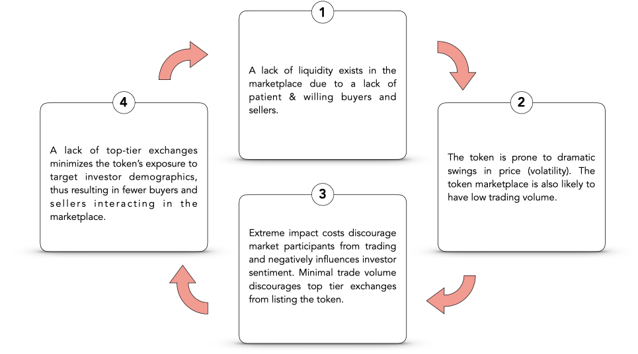 1
A lack of liquidity exists in the
marketplace due to a lack of
patient & willing buyers and
sellers.
2
The token is prone to dramatic
swings in price (volatility). The
token marketplace is also likely to
have low trading volume.
3
Extreme impact costs discourage
market participants from trading
and negatively influences investor
sentiment. Minimal trade volume
discourages top tier exchanges
from listing the token.
4
A lack of top-tier exchanges
minimizes the token's exposure to
target investor demographics,
thus resulting in fewer buyers and
sellers interacting in the
marketplace.